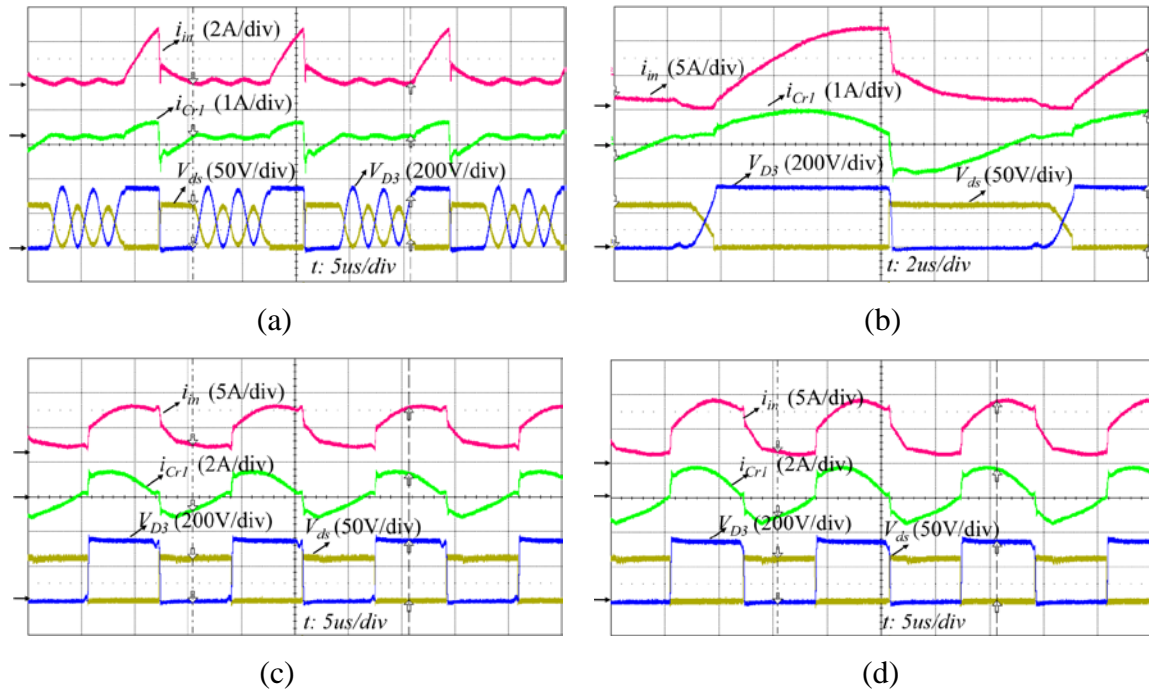 i_in (2A/div)
i_Cr1 (1A/div)
V_ds (50V/div) V_D3 (200V/div)
t: 5us/div
(a)
i_in (5A/div) i_Cr1 (1A/div)
V_D3 (200V/div) V_ds (50V/div)
t: 2us/div
(b)
i_in (5A/div)
i_Cr1 (2A/div)
V_D3 (200V/div) V_ds (50V/div)
t: 5us/div
(c)
i_in (5A/div)
i_Cr1 (2A/div)
V_D3 (200V/div) V_ds (50V/div)
t: 5us/div
(d)